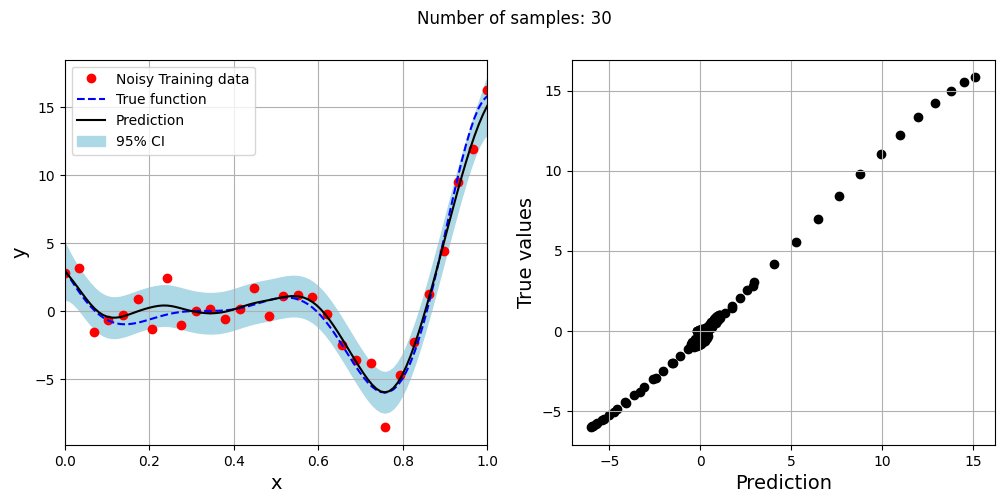 Number of samples: 30
Noisy Training data
True function
Prediction
95% CI
15
10
5
0
−5
y
0.0 0.2 0.4 0.6 0.8 1.0
x
15
10
5
0
−5
True values
−5 0 5 10 15
Prediction